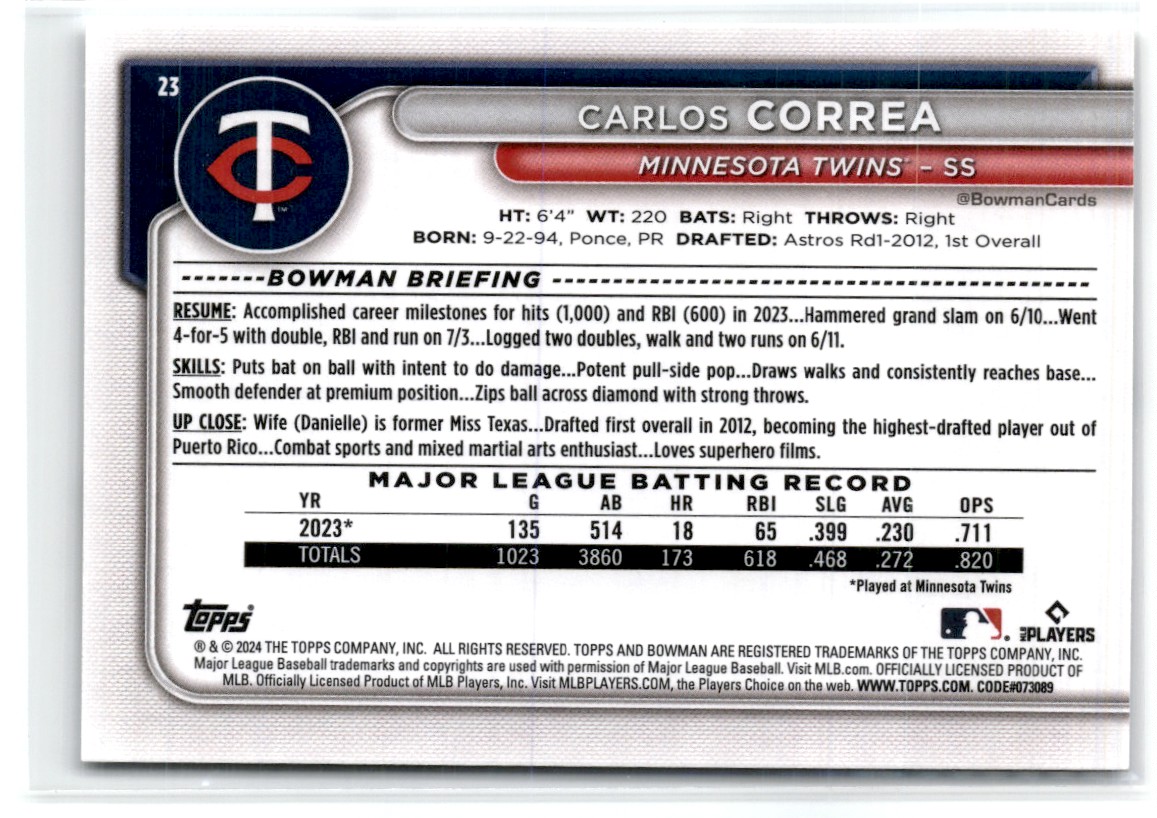 23
TC™
CARLOS CORREA
MINNESOTA TWINS® – SS
@BowmanCards
HT: 6'4" WT: 220 BATS: Right THROWS: Right
BORN: 9-22-94, Ponce, PR DRAFTED: Astros Rd1-2012, 1st Overall
-------BOWMAN BRIEFING ----------------------------------------------
RESUME: Accomplished career milestones for hits (1,000) and RBI (600) in 2023...Hammered grand slam on 6/10...Went
4-for-5 with double, RBI and run on 7/3...Logged two doubles, walk and two runs on 6/11.
SKILLS: Puts bat on ball with intent to do damage...Potent pull-side pop...Draws walks and consistently reaches base...
Smooth defender at premium position...Zips ball across diamond with strong throws.
UP CLOSE: Wife (Danielle) is former Miss Texas...Drafted first overall in 2012, becoming the highest-drafted player out of
Puerto Rico...Combat sports and mixed martial arts enthusiast...Loves superhero films.
MAJOR LEAGUE BATTING RECORD
YR G AB HR RBI SLG AVG OPS
2023* 135 514 18 65 .399 .230 .711
TOTALS 1023 3860 173 618 .468 .272 .820
*Played at Minnesota Twins
topps®
MLB PLAYERS
® & © 2024 THE TOPPS COMPANY, INC. ALL RIGHTS RESERVED. TOPPS AND BOWMAN ARE REGISTERED TRADEMARKS OF THE TOPPS COMPANY, INC.
Major League Baseball trademarks and copyrights are used with permission of Major League Baseball. Visit MLB.com. OFFICIALLY LICENSED PRODUCT OF
MLB. Officially Licensed Product of MLB Players, Inc. Visit MLBPLAYERS.COM, the Players Choice on the web. WWW.TOPPS.COM. CODE#073089